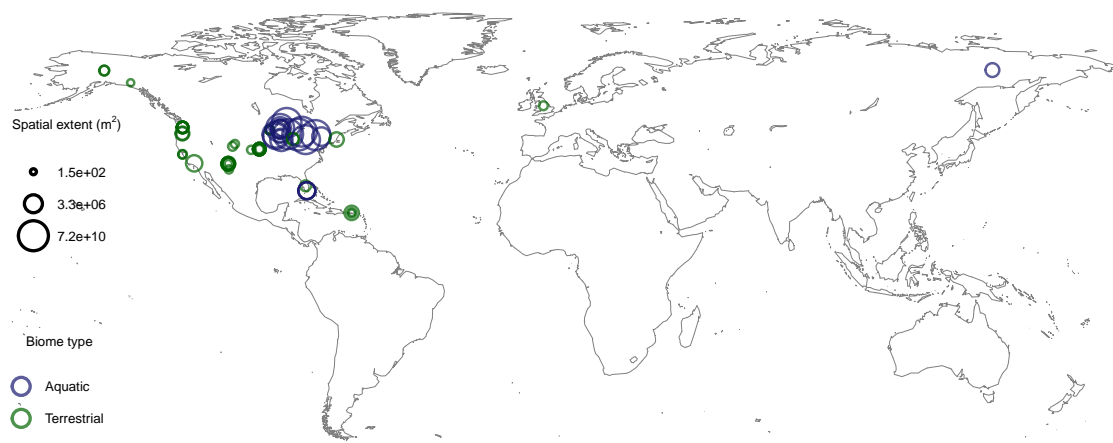 Spatial extent (m²)
1.5e+02
3.3e+06
7.2e+10
Biome type
Aquatic
Terrestrial